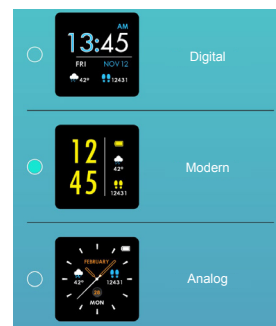 AM
13:45
FRI NOV 12
42° 12431
Digital
12
45
42°
12431
Modern
FEBRUARY
42° 12431
28
MON
Analog